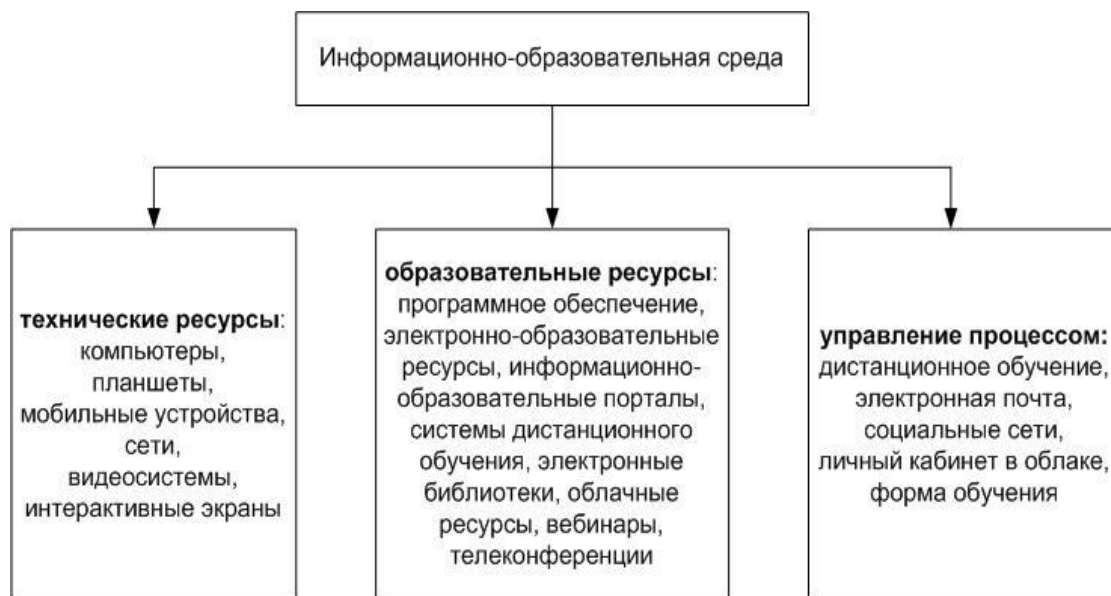 Информационно-образовательная среда
технические ресурсы:
компьютеры,
планшеты,
мобильные устройства,
сети,
видеосистемы,
интерактивные экраны
образовательные ресурсы:
программное обеспечение,
электронно-образовательные
ресурсы, информационно-
образовательные порталы,
системы дистанционного
обучения, электронные
библиотеки, облачные
ресурсы, вебинары,
телеконференции
управление процессом:
дистанционное обучение,
электронная почта,
социальные сети,
личный кабинет в облаке,
форма обучения